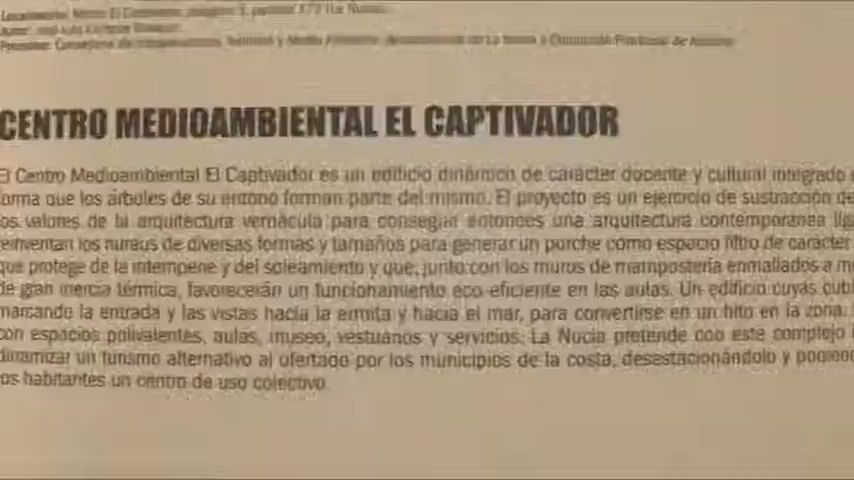 CENTRO MEDIOAMBIENTAL EL CAPTIVADOR
El Centro Medioambiental El Captivador es un edificio dinámico de carácter docente y cultural integrado
forma que los árboles de su entorno forman parte del mismo. El proyecto es un ejercicio de sustracción de
los valores de la arquitectura vernácula para conseguir entonces una arquitectura contemporánea
reinventan los muraus de diversas formas y tamaños para generar un porche como espacio filtro de carácter
que protege de la intemperie y del soleamiento y que, junto con los muros de mampostería enmallados a
de gran inercia térmica, favorecerán un funcionamiento eco-eficiente en las aulas. Un edificio cuyas
marcando la entrada y las vistas hacia la ermita y hacia el mar, para convertirse en un hito en la zona.
con espacios polivalentes, aulas, museo, vestuarios y servicios. La Nucia pretende con este complejo
dinamizar un turismo alternativo al ofertado por los municipios de la costa, desestacionándolo y
los habitantes un centro de uso colectivo